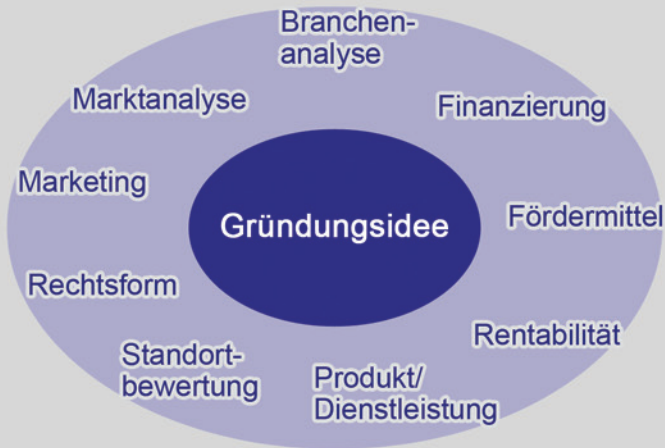 Branchen-
analyse
Marktanalyse
Finanzierung
Marketing
Gründungsidee
Fördermittel
Rechtsform
Rentabilität
Standort-
bewertung
Produkt/
Dienstleistung